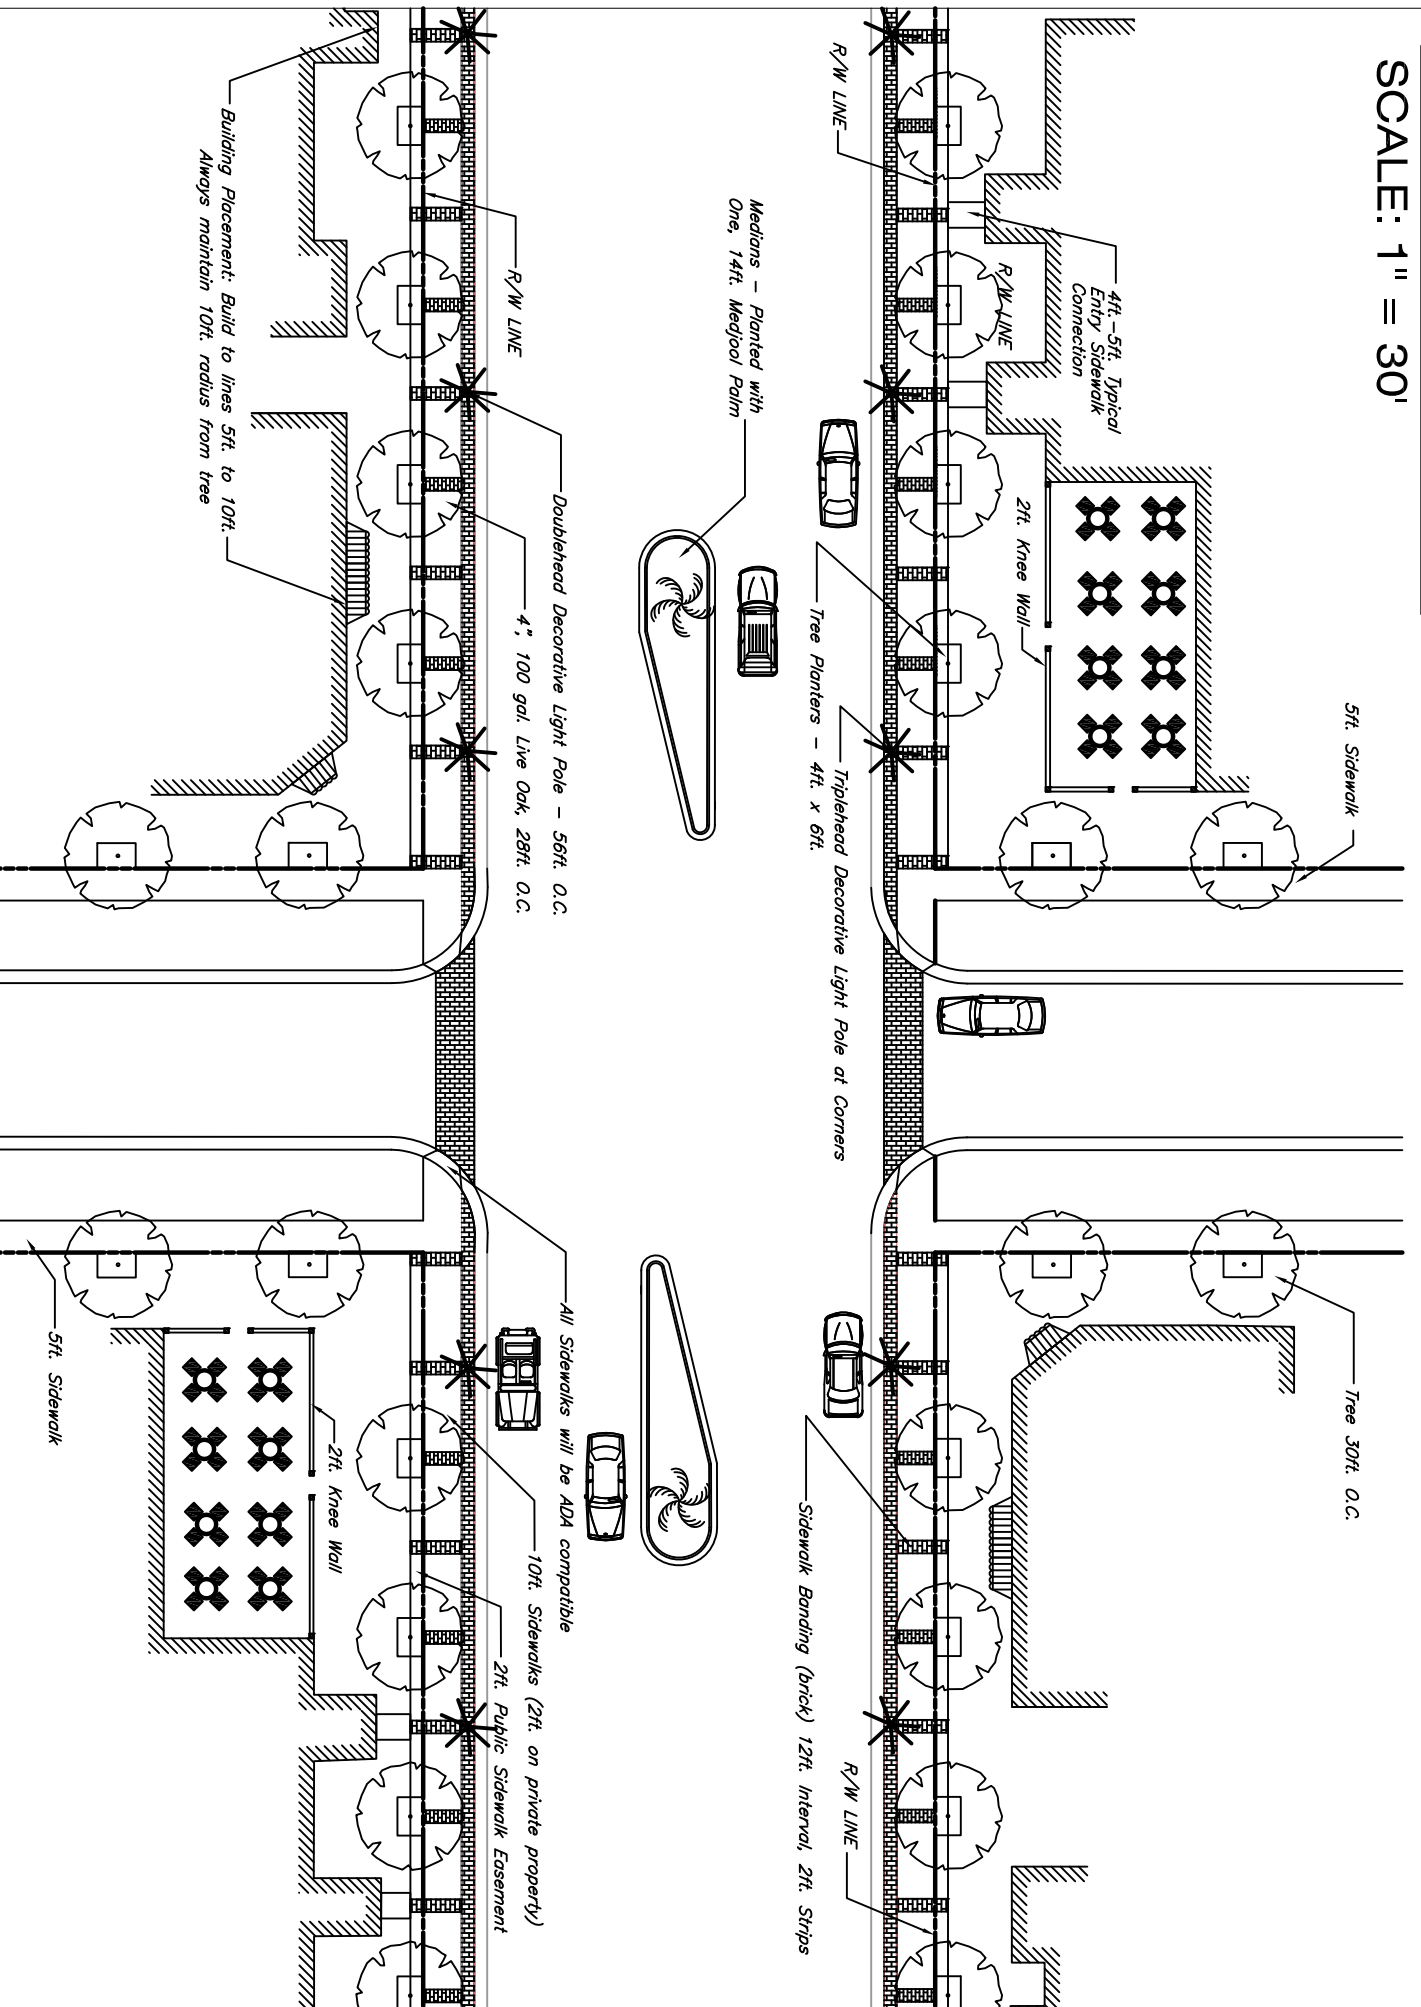 SCALE: 1" = 30'
5ft. Sidewalk
Tree 30ft. O.C.
4ft.-5ft. Typical
Entry Sidewalk
Connection
2ft. Knee Wall
R/W LINE
R/W LINE
R/W LINE
Triplehead Decorative Light Pole at Corners
Tree Planters - 4ft. x 6ft.
Sidewalk Banding (brick) 12ft. Interval, 2ft. Strips
Medians - Planted with
One, 14ft. Medjool Palm
All Sidewalks will be ADA compatible
Doublehead Decorative Light Pole - 56ft. O.C.
4", 100 gal. Live Oak, 28ft. O.C.
R/W LINE
10ft. Sidewalks (2ft. on private property)
2ft. Public Sidewalk Easement
2ft. Knee Wall
Building Placement: Build to lines 5ft. to 10ft.
Always maintain 10ft. radius from tree
5ft. Sidewalk